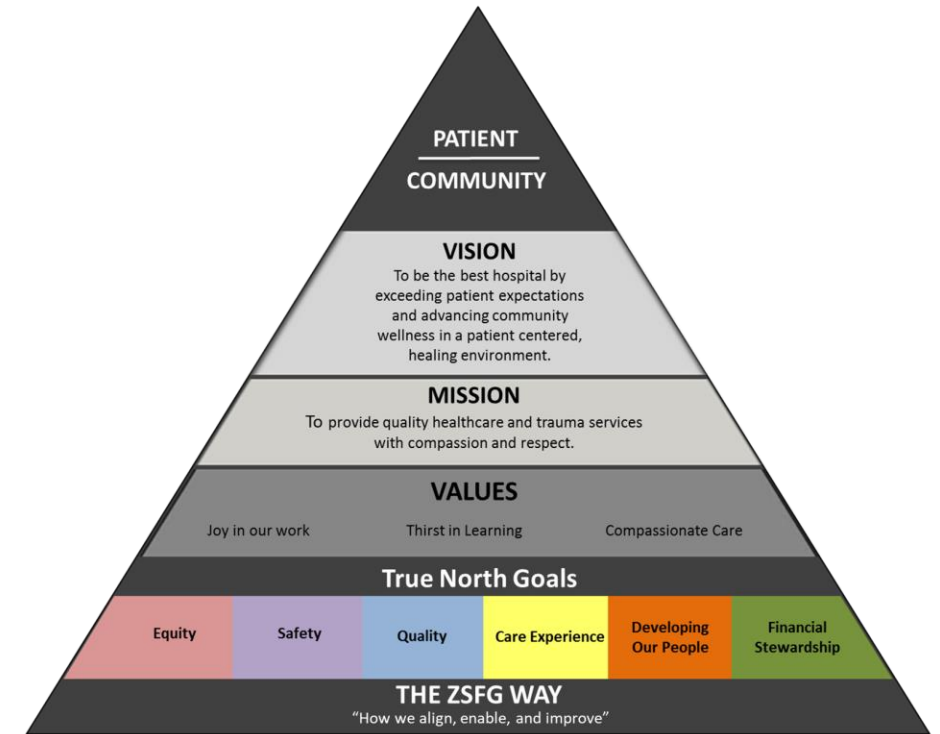 PATIENT
COMMUNITY
VISION
To be the best hospital by
exceeding patient expectations
and advancing community
wellness in a patient centered,
healing environment.
MISSION
To provide quality healthcare and trauma services
with compassion and respect.
VALUES
Joy in our work
Thirst in Learning
Compassionate Care
True North Goals
Equity
Safety
Quality
Care Experience
Developing
Our People
Financial
Stewardship
THE ZSFG WAY
“How we align, enable, and improve”